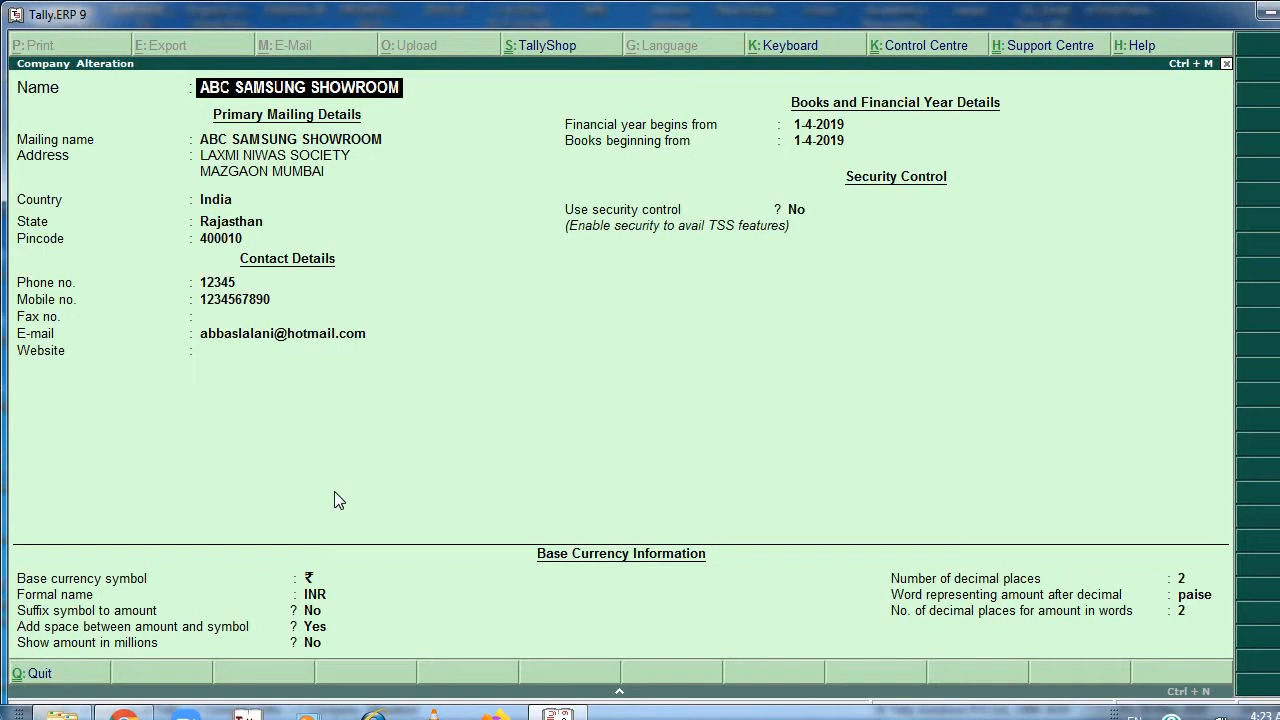 Tally.ERP 9
P: Print E: Export M: E-Mail O: Upload S: TallyShop G: Language K: Keyboard K: Control Centre H: Support Centre H: Help
Company Alteration Ctrl + M
Name : ABC SAMSUNG SHOWROOM
Primary Mailing Details
Mailing name : ABC SAMSUNG SHOWROOM
Address : LAXMI NIWAS SOCIETY
MAZGAON MUMBAI
Country : India
State : Rajasthan
Pincode : 400010
Contact Details
Phone no. : 12345
Mobile no. : 1234567890
Fax no. :
E-mail : abbaslalani@hotmail.com
Website :
Books and Financial Year Details
Financial year begins from : 1-4-2019
Books beginning from : 1-4-2019
Security Control
Use security control ? No
(Enable security to avail TSS features)
Base Currency Information
Base currency symbol : ₹
Formal name : INR
Suffix symbol to amount ? No
Add space between amount and symbol ? Yes
Show amount in millions ? No
Number of decimal places : 2
Word representing amount after decimal : paise
No. of decimal places for amount in words : 2
Q: Quit
Ctrl + N